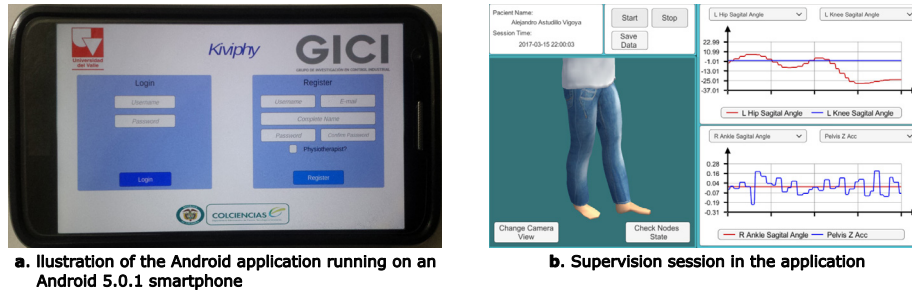 Universidad
del Valle
Kiviphy
GICI
GRUPO DE INVESTIGACIÓN EN CONTROL INDUSTRIAL
Login
Username
Password
Login
Register
Username E-mail
Complete Name
Password Confirm Password
Physiotherapist?
Register
COLCIENCIAS
a. llustration of the Android application running on an
Android 5.0.1 smartphone
Pacient Name:
Alejandro Astudillo Vigoya
Session Time:
2017-03-15 22:00:03
Start Stop
Save
Data
Change Camera
View
Check Nodes
State
L Hip Sagital Angle L Knee Sagital Angle
22.99
10.99
-1.01
-13.01
-25.01
-37.01
L Hip Sagital Angle L Knee Sagital Angle
R Ankle Sagital Angle Pelvis Z Acc
0.28
0.16
0.04
-0.07
-0.19
-0.31
R Ankle Sagital Angle Pelvis Z Acc
b. Supervision session in the application